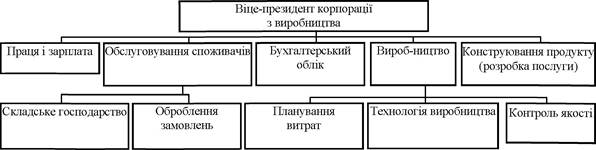 Віце-президент корпорації
з виробництва
Праця і зарплата
Обслуговування споживачів
Бухгалтерський
облік
Вироб-ництво
Конструювання продукту
(розробка послуги)
Складське господарство
Оброблення
замовлень
Планування
витрат
Технологія виробництва
Контроль якості